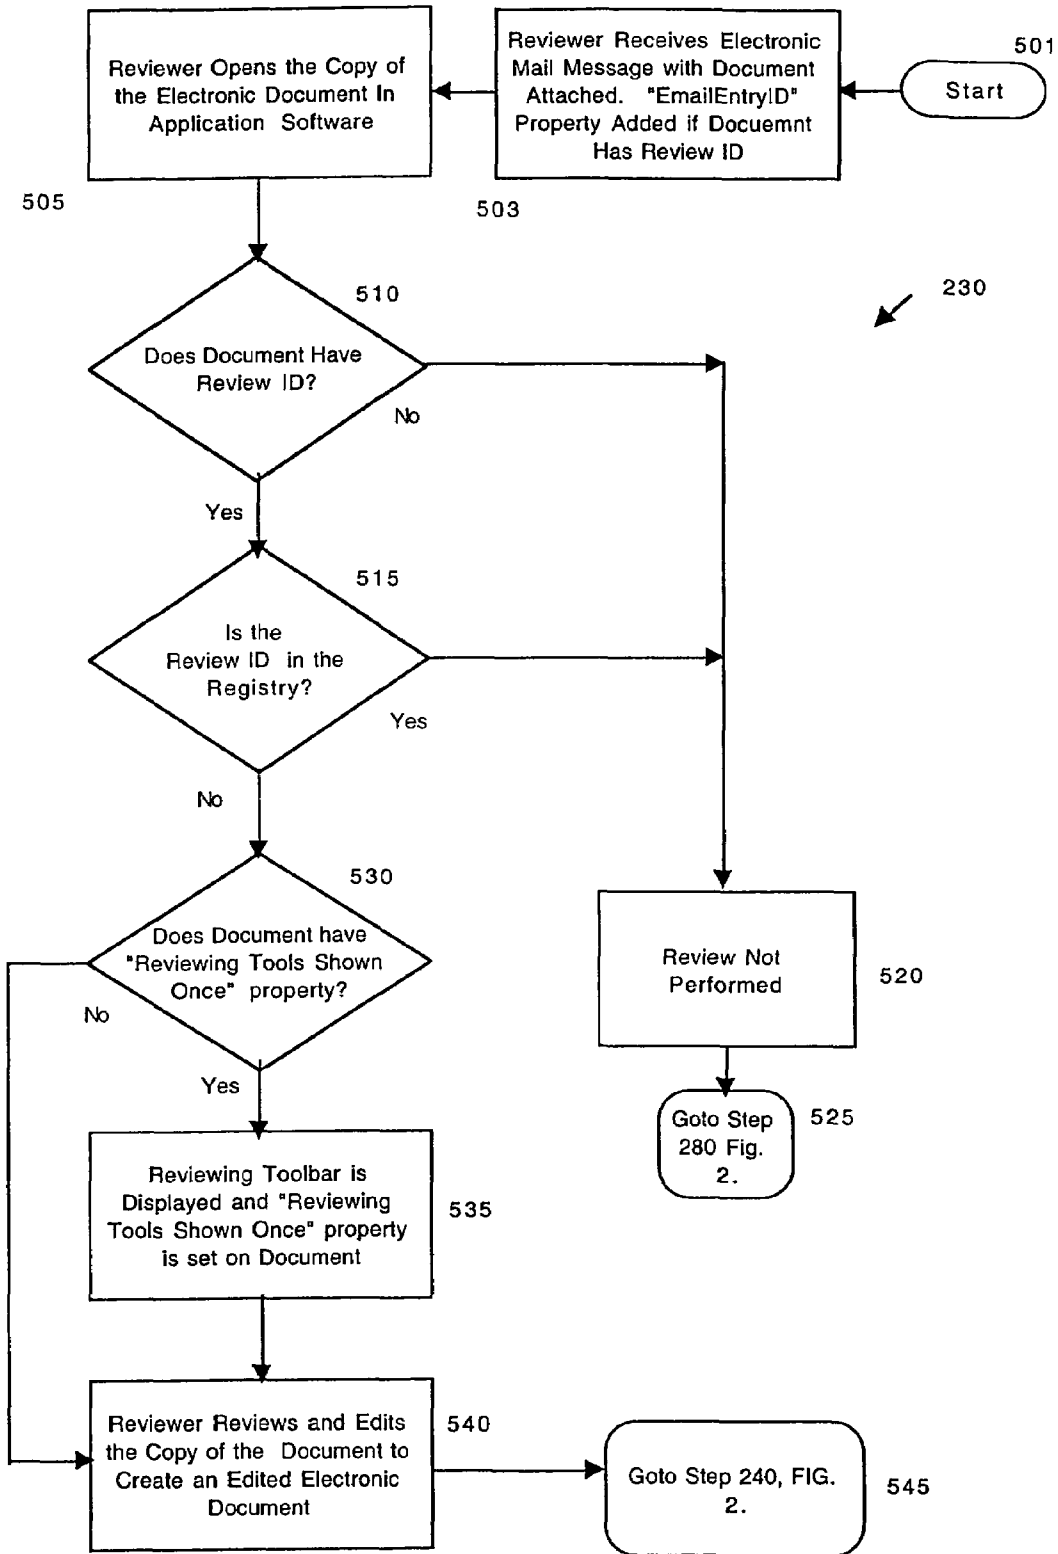 501
Start
Reviewer Receives Electronic
Mail Message with Document
Attached. "EmailEntryID"
Property Added if Docuemnt
Has Review ID
503
Reviewer Opens the Copy of
the Electronic Document In
Application Software
505
230
510
Does Document Have
Review ID?
No
Yes
515
Is the
Review ID in the
Registry?
Yes
No
530
Does Document have
"Reviewing Tools Shown
Once" property?
No
Yes
Review Not
Performed
520
Goto Step
280 Fig.
2.
525
Reviewing Toolbar is
Displayed and "Reviewing
Tools Shown Once" property
is set on Document
535
Reviewer Reviews and Edits
the Copy of the Document to
Create an Edited Electronic
Document
540
Goto Step 240, FIG.
2.
545